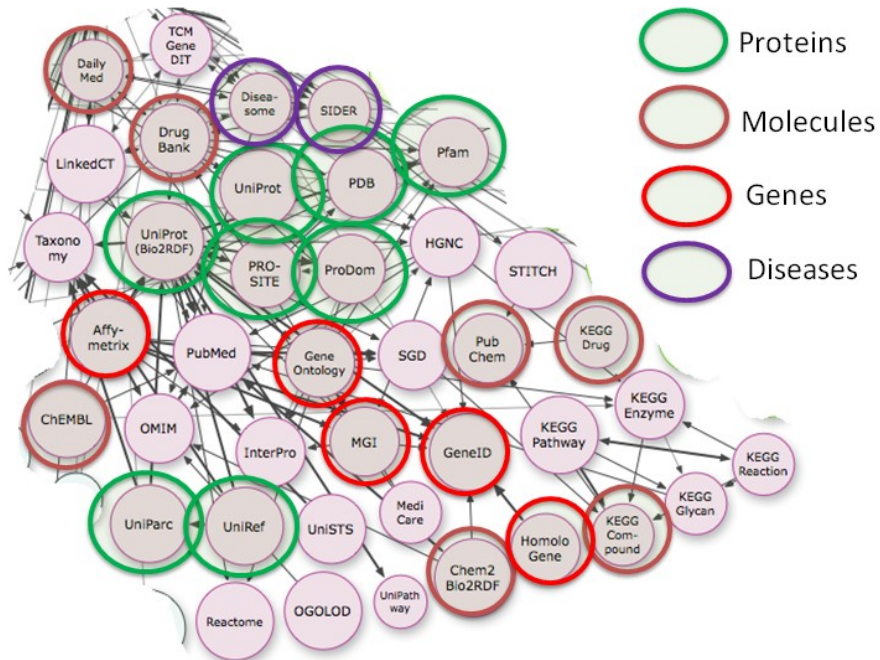 TCM
Gene
DIT
Daily
Med
Disea-
some
SIDER
Drug
Bank
Pfam
LinkedCT
UniProt
PDB
UniProt
(Bio2RDF)
Taxono
my
HGNC
PRO-
SITE
ProDom
STITCH
Affy-
metrix
PubMed
Gene
Ontology
SGD
Pub
Chem
KEGG
Drug
ChEMBL
OMIM
InterPro
MGI
GeneID
KEGG
Pathway
KEGG
Enzyme
KEGG
Reaction
KEGG
Glycan
UniParc
UniRef
UniSTS
Medi
Care
Homolo
Gene
KEGG
Com-
pound
Chem2
Bio2RDF
Reactome
OGOLOD
UniPath
way
Proteins
Molecules
Genes
Diseases